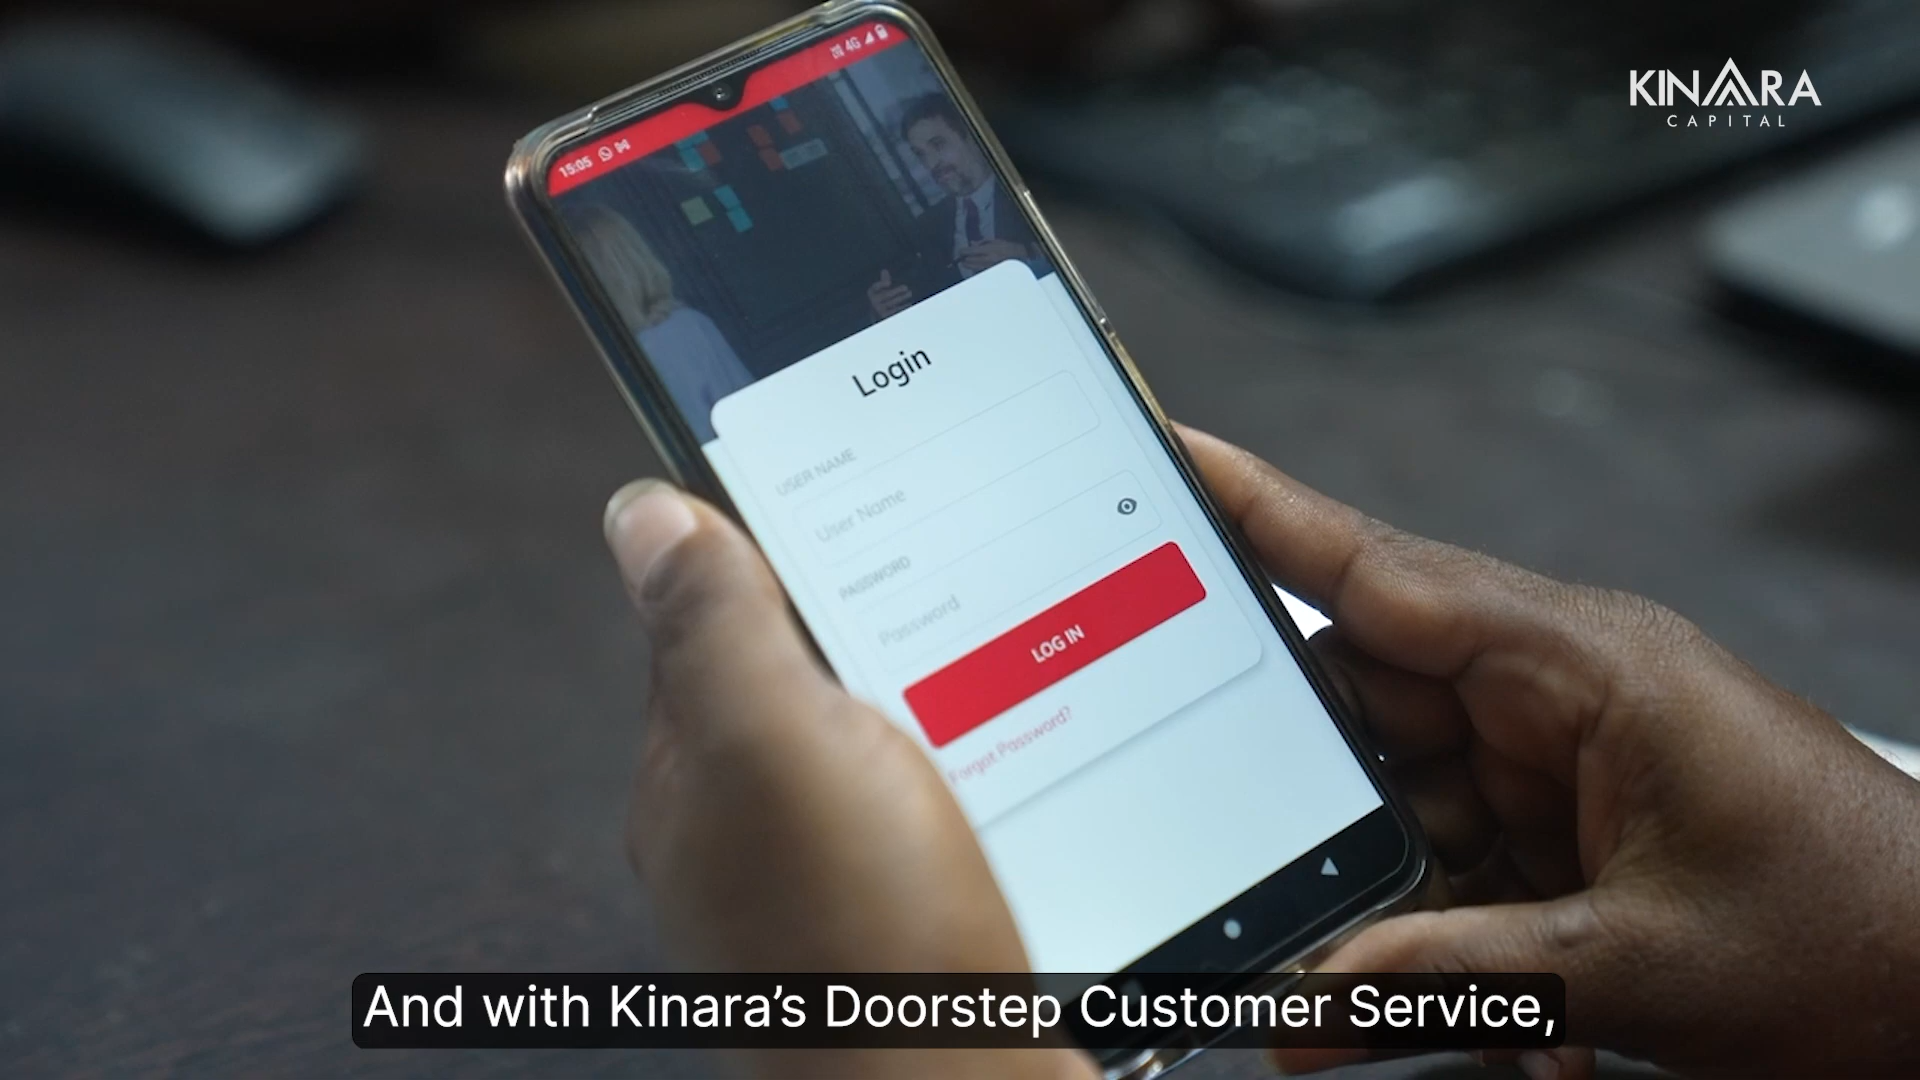 KINARA
CAPITAL
4G
15:05
Login
USER NAME
User Name
PASSWORD
Password
LOG IN
Forgot Password?
And with Kinara’s Doorstep Customer Service,